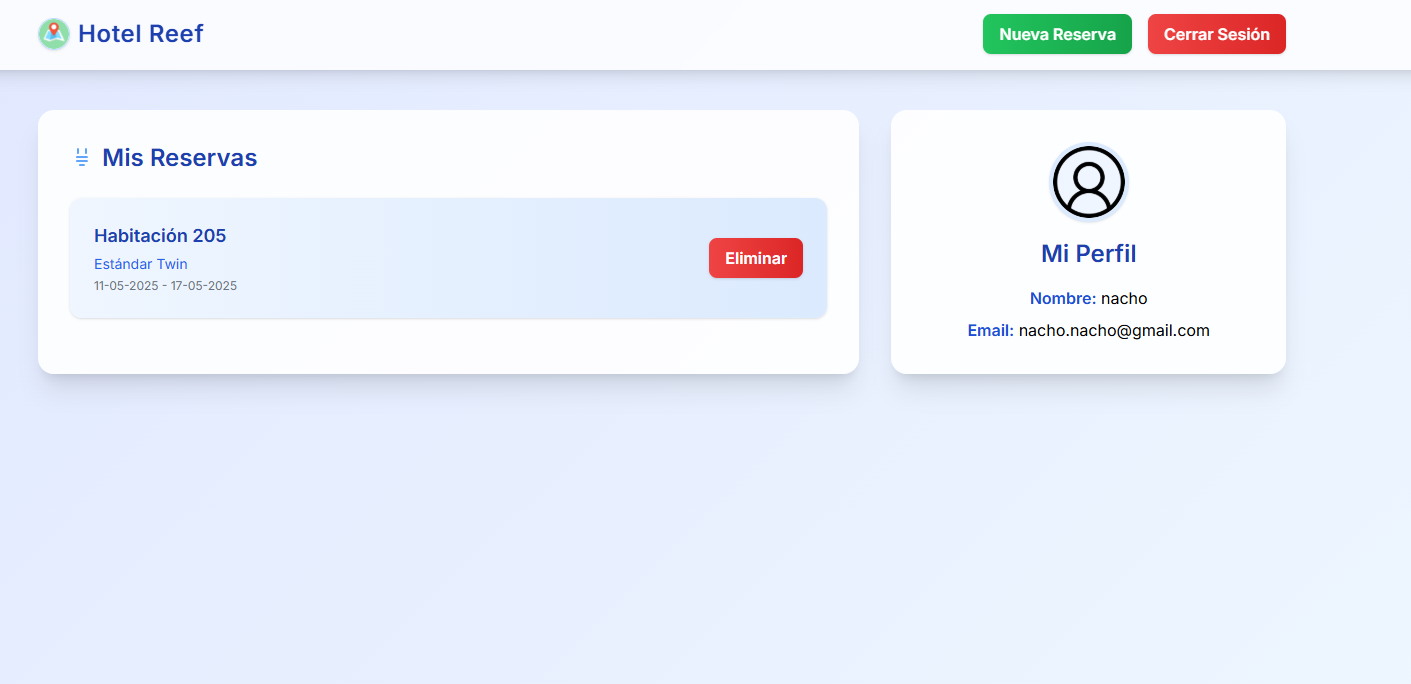 Hotel Reef
Nueva Reserva
Cerrar Sesión
Mis Reservas
Habitación 205
Estándar Twin
11-05-2025 - 17-05-2025
Eliminar
Mi Perfil
Nombre: nacho
Email: nacho.nacho@gmail.com